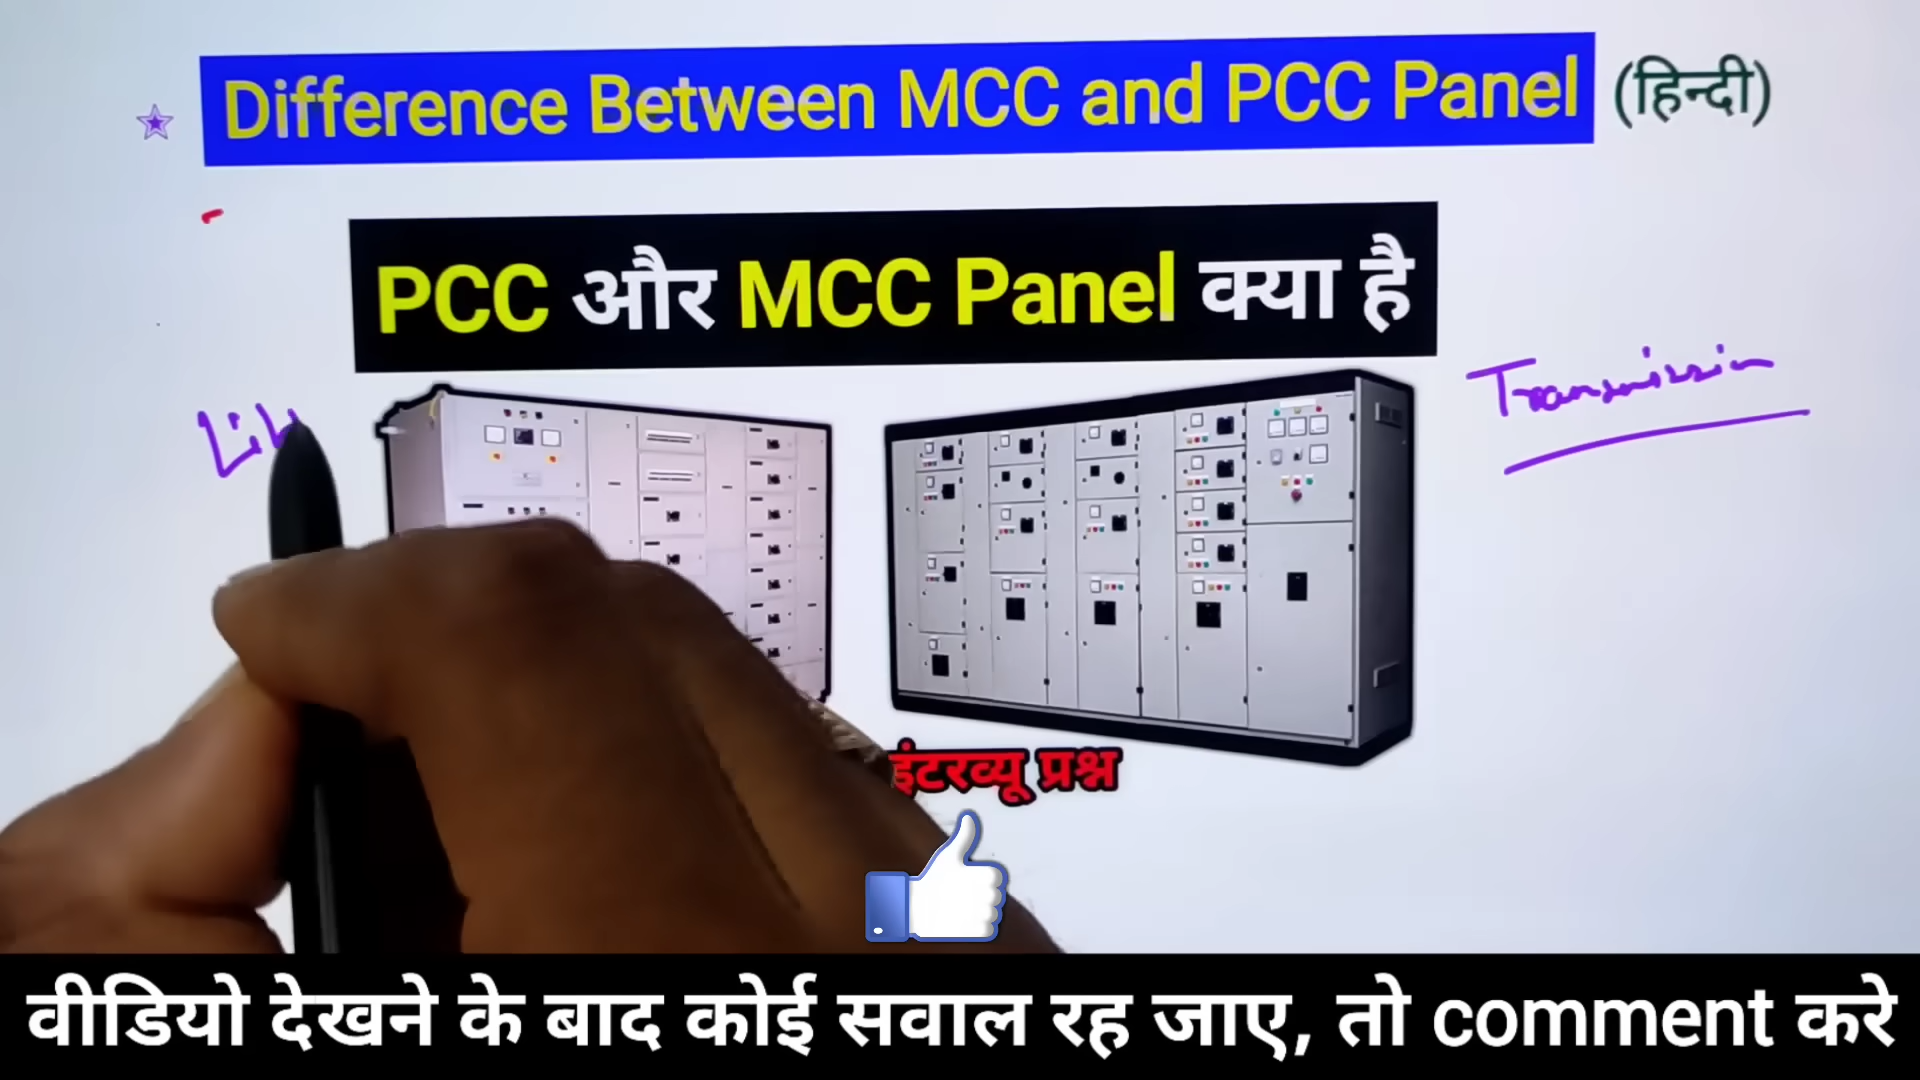 Difference Between MCC and PCC Panel (हिन्दी)
PCC और MCC Panel क्या है
Transmission
इंटरव्यू प्रश्न
वीडियो देखने के बाद कोई सवाल रह जाए, तो comment करे